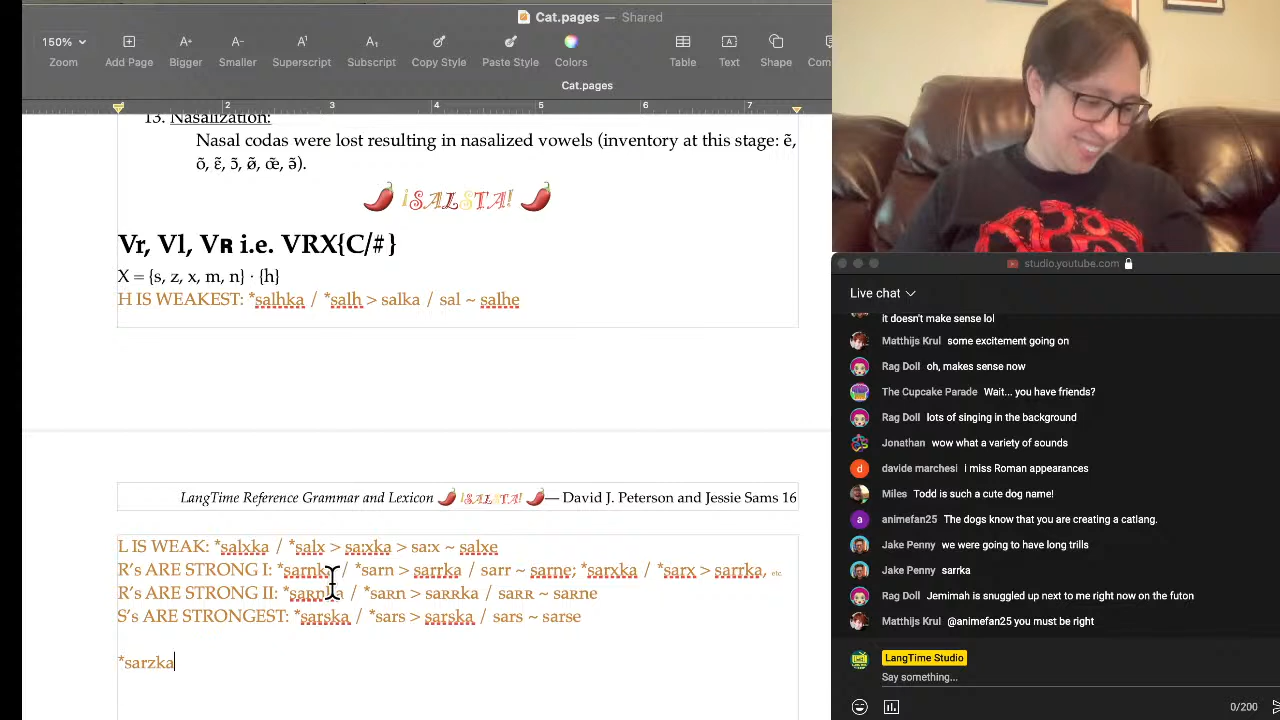 Cat.pages — Shared
150%
Zoom
Add Page
Bigger
Smaller
Superscript
Subscript
Copy Style
Paste Style
Colors
Table
Text
Shape
Com
Cat.pages
2 3 4 5 6 7
13. Nasalization:
Nasal codas were lost resulting in nasalized vowels (inventory at this stage: ẽ,
õ, ɛ̃, ɔ̃, ø̃, œ̃, ə̃).
🌶️ ¡SALSTA! 🌶️
Vr, Vl, Vʀ i.e. VRX{C/#}
X = {s, z, x, m, n} · {h}
H IS WEAKEST: *salhka / *salh > salka / sal ~ salhe
LangTime Reference Grammar and Lexicon 🌶️ ¡SALSTA! 🌶️— David J. Peterson and Jessie Sams 16
L IS WEAK: *salxka / *salx > sa:xka > sa:x ~ salxe
R's ARE STRONG I: *sarnka / *sarn > sarrka / sarr ~ sarne; *sarxka / *sarx > sarrka, etc.
R's ARE STRONG II: *saʀnka / *saʀn > saʀʀka / saʀʀ ~ saʀne
S's ARE STRONGEST: *sarska / *sars > sarska / sars ~ sarse
*sarzka
studio.youtube.com
Live chat
it doesn't make sense lol
Matthijs Krul some excitement going on
Rag Doll oh, makes sense now
The Cupcake Parade Wait... you have friends?
Rag Doll lots of singing in the background
Jonathan wow what a variety of sounds
davide marchesi I miss Roman appearances
Miles Todd is such a cute dog name!
animefan25 The dogs know that you are creating a catlang.
Jake Penny we were going to have long trills
Jake Penny sarrka
Rag Doll Jemimah is snuggled up next to me right now on the futon
Matthijs Krul @animefan25 you must be right
LangTime Studio
Say something...
0/200